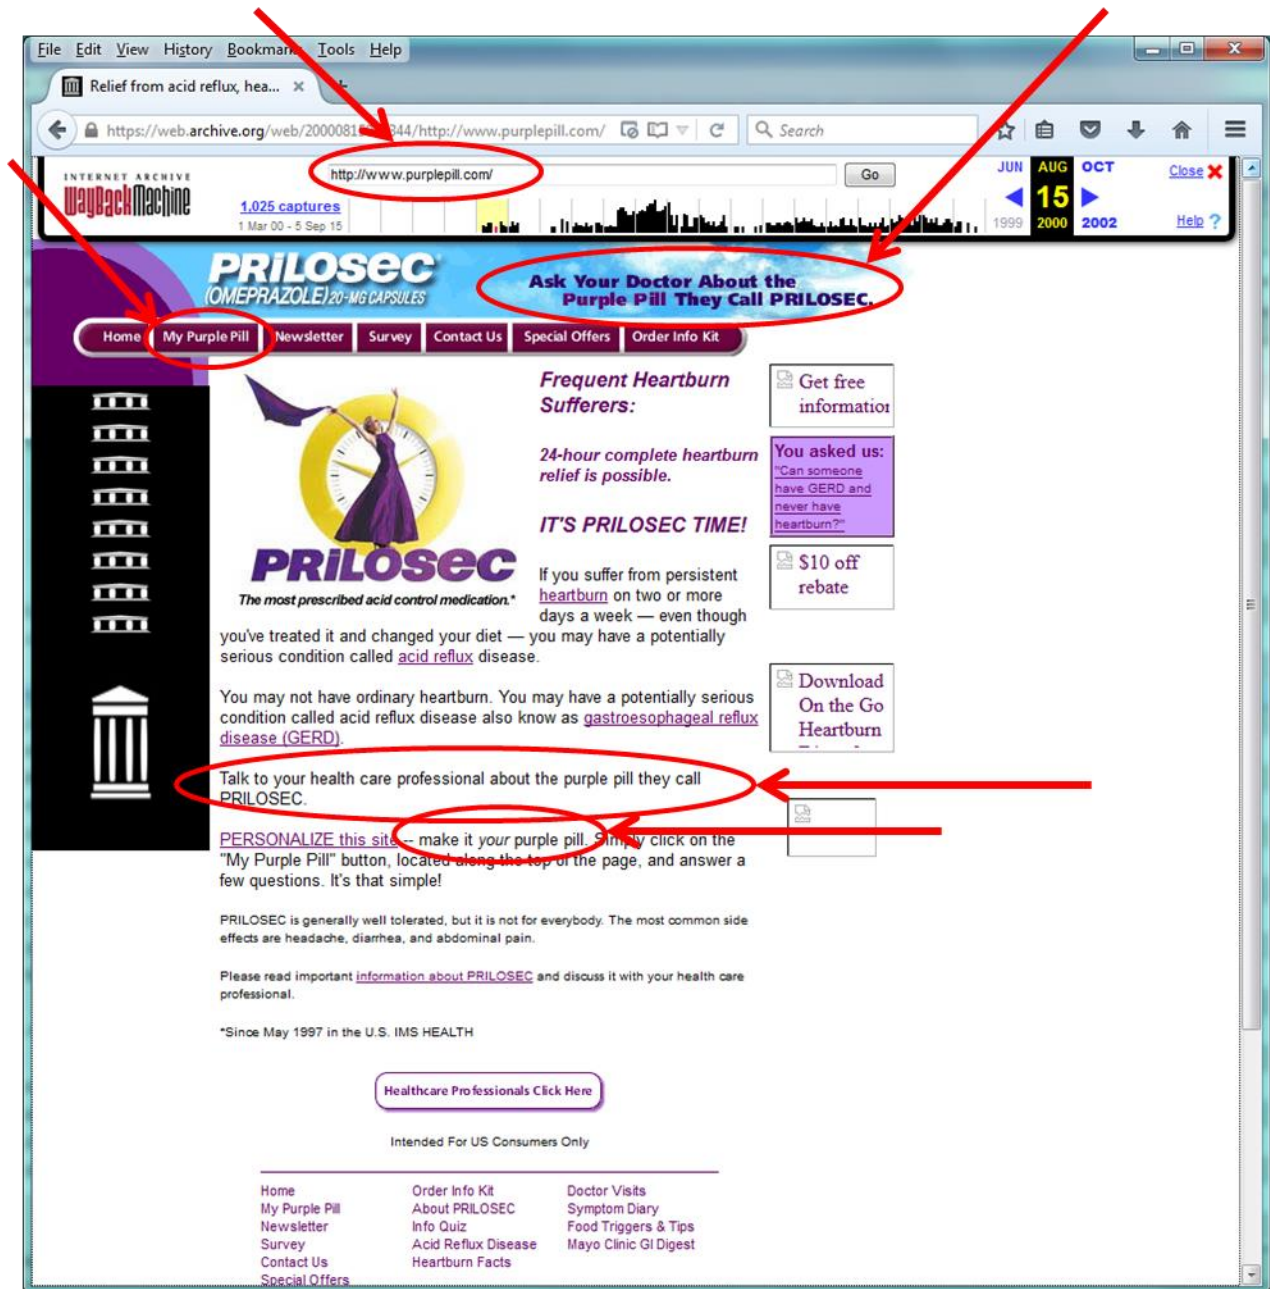 File Edit View History Bookmarks Tools Help
Relief from acid reflux, hea...
https://web.archive.org/web/20000815 844/http://www.purplepill.com/
Search
INTERNET ARCHIVE
WayBackMachine
http://www.purplepill.com/
Go
1,025 captures
1 Mar 00 - 5 Sep 15
JUN AUG OCT
15
1999 2000 2002
Close
Help ?
PRiLOSeC
(OMEPRAZOLE) 20-MG CAPSULES
Ask Your Doctor About the
Purple Pill They Call PRILOSEC.
Home My Purple Pill Newsletter Survey Contact Us Special Offers Order Info Kit
PRiLOSeC
The most prescribed acid control medication.*
Frequent Heartburn
Sufferers:
24-hour complete heartburn
relief is possible.
IT'S PRILOSEC TIME!
If you suffer from persistent
heartburn on two or more
days a week — even though
you've treated it and changed your diet — you may have a potentially
serious condition called acid reflux disease.
You may not have ordinary heartburn. You may have a potentially serious
condition called acid reflux disease also know as gastroesophageal reflux
disease (GERD).
Talk to your health care professional about the purple pill they call
PRILOSEC.
PERSONALIZE this site -- make it your purple pill. Simply click on the
"My Purple Pill" button, located along the top of the page, and answer a
few questions. It's that simple!
PRILOSEC is generally well tolerated, but it is not for everybody. The most common side
effects are headache, diarrhea, and abdominal pain.
Please read important information about PRILOSEC and discuss it with your health care
professional.
*Since May 1997 in the U.S. IMS HEALTH
Get free
information
You asked us:
"Can someone
have GERD and
never have
heartburn?"
$10 off
rebate
Download
On the Go
Heartburn
Healthcare Professionals Click Here
Intended For US Consumers Only
Home Order Info Kit Doctor Visits
My Purple Pill About PRILOSEC Symptom Diary
Newsletter Info Quiz Food Triggers & Tips
Survey Acid Reflux Disease Mayo Clinic GI Digest
Contact Us Heartburn Facts
Special Offers